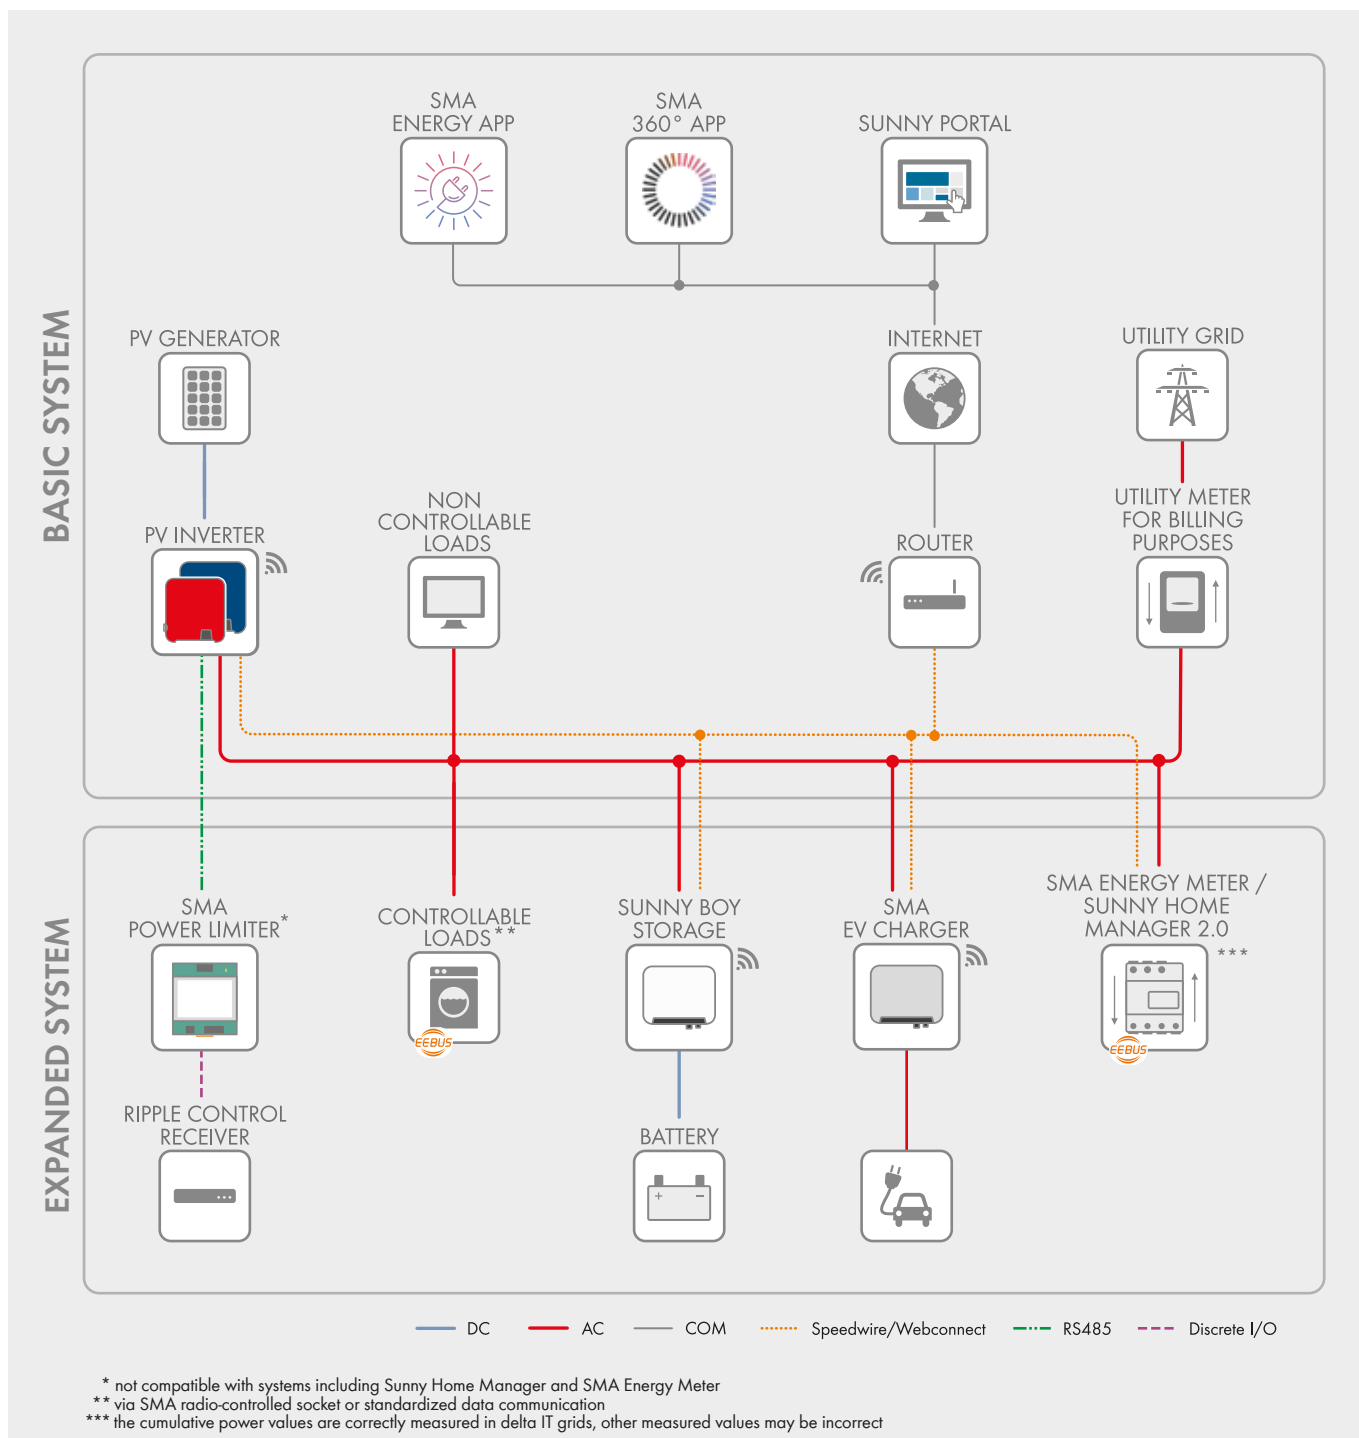 BASIC SYSTEM
SMA
ENERGY APP
SMA
360° APP
SUNNY PORTAL
PV GENERATOR
INTERNET
UTILITY GRID
PV INVERTER
NON
CONTROLLABLE
LOADS
ROUTER
UTILITY METER
FOR BILLING
PURPOSES
EXPANDED SYSTEM
SMA
POWER LIMITER*
CONTROLLABLE
LOADS**
SUNNY BOY
STORAGE
SMA
EV CHARGER
SMA ENERGY METER /
SUNNY HOME
MANAGER 2.0
***
EEBUS
EEBUS
RIPPLE CONTROL
RECEIVER
BATTERY
+ −
DC
AC
COM
Speedwire/Webconnect
RS485
Discrete I/O
* not compatible with systems including Sunny Home Manager and SMA Energy Meter
** via SMA radio-controlled socket or standardized data communication
*** the cumulative power values are correctly measured in delta IT grids, other measured values may be incorrect